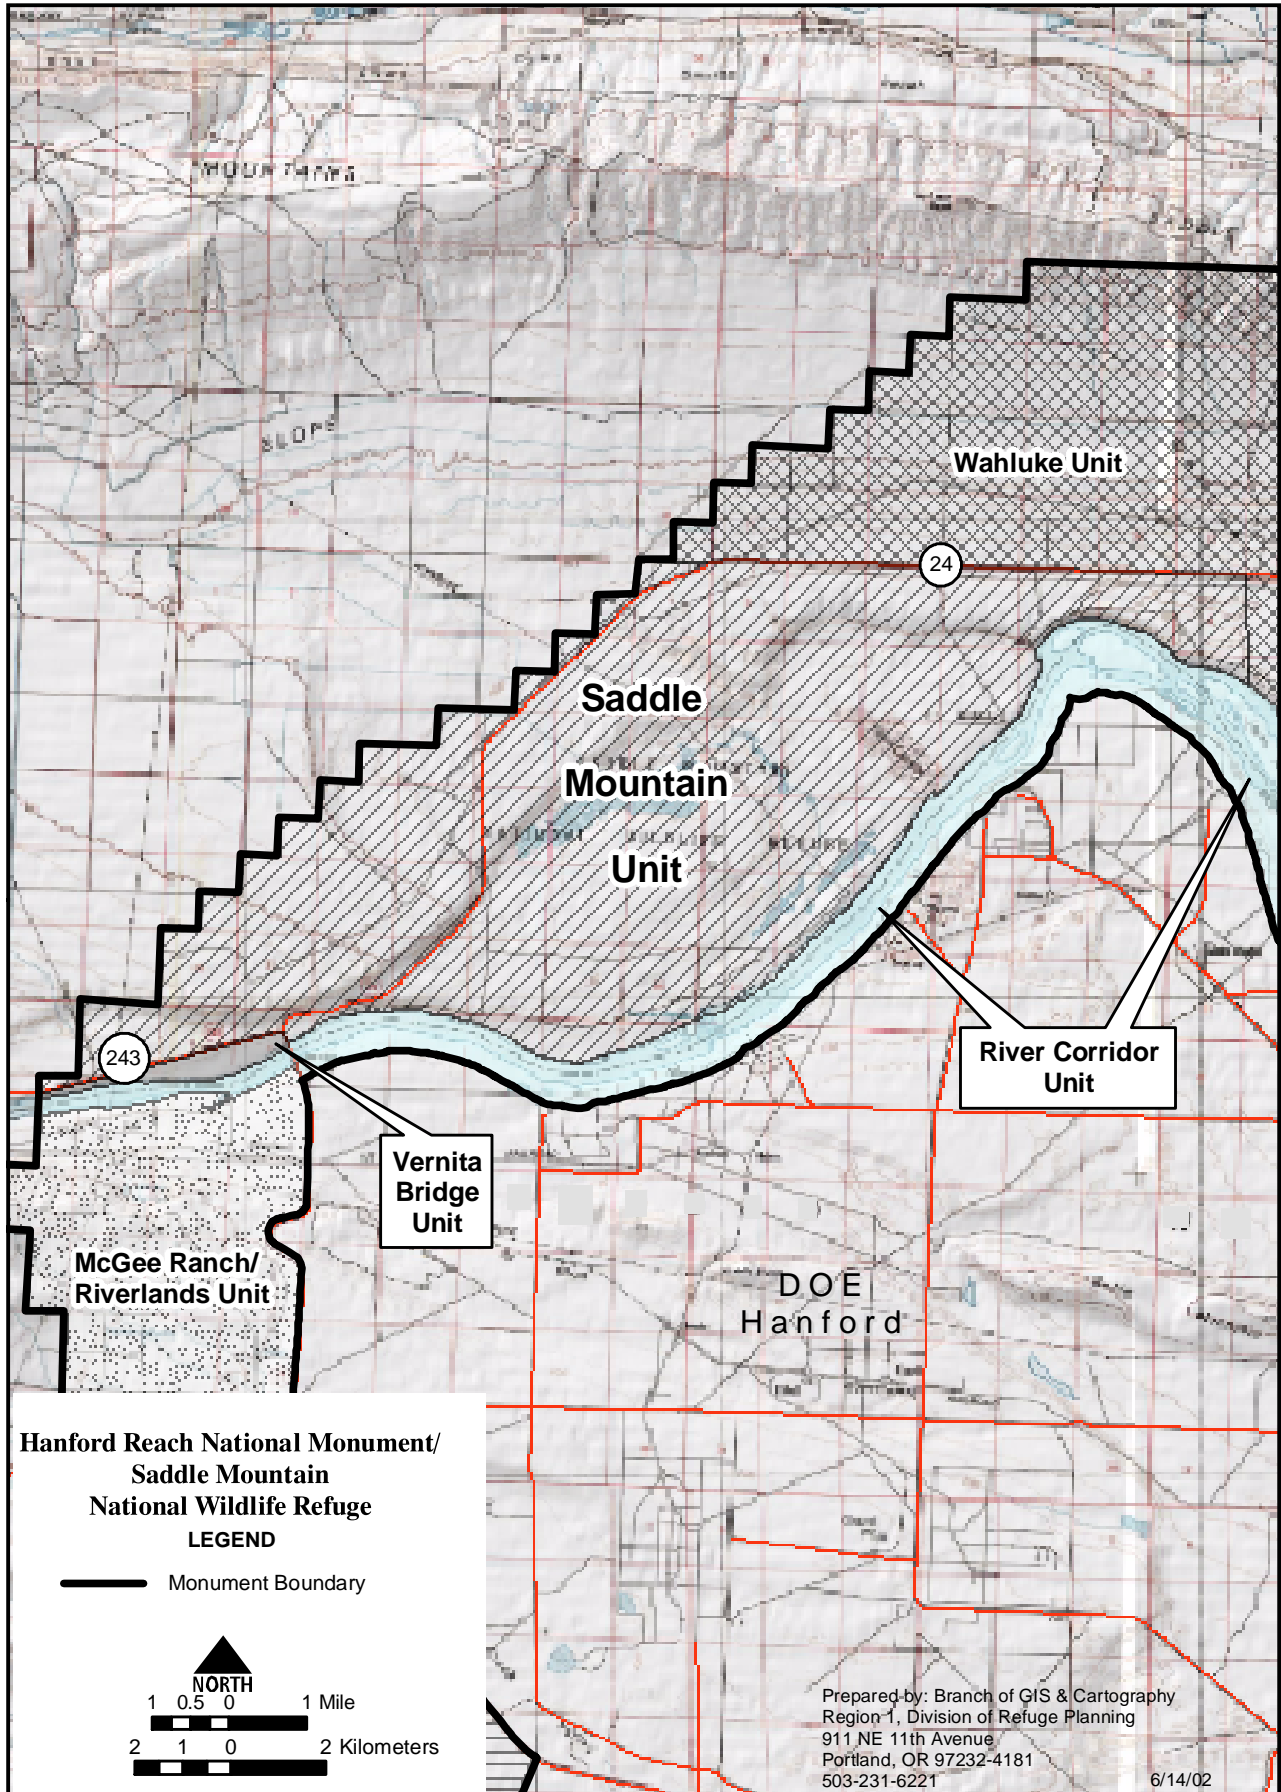 MOUNTAINS
SLOPE
Wahluke Unit
24
Saddle
Mountain
Unit
River Corridor
Unit
243
Vernita
Bridge
Unit
McGee Ranch/
Riverlands Unit
DOE
Hanford
Hanford Reach National Monument/
Saddle Mountain
National Wildlife Refuge
LEGEND
Monument Boundary
NORTH
1 0.5 0 1 Mile
2 1 0 2 Kilometers
Prepared by: Branch of GIS & Cartography
Region 1, Division of Refuge Planning
911 NE 11th Avenue
Portland, OR 97232-4181
503-231-6221
6/14/02